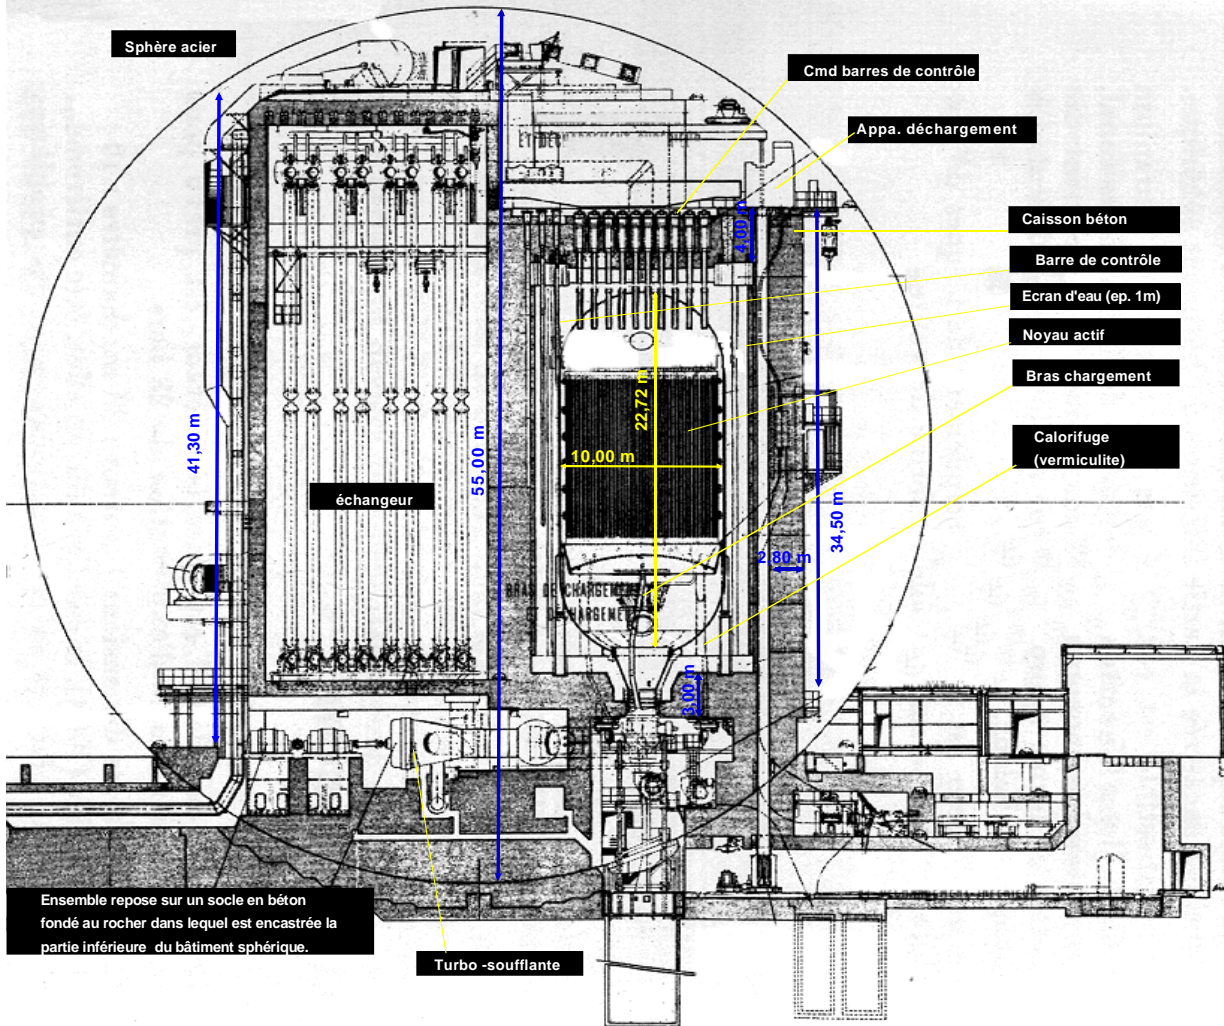 Sphère acier
Cmd barres de contrôle
Appa. déchargement
Caisson béton
Barre de contrôle
Ecran d'eau (ep. 1m)
Noyau actif
Bras chargement
Calorifuge
(vermiculite)
4,00 m
22,72 m
10,00 m
41,30 m
55,00 m
34,50 m
2,80 m
3,00 m
échangeur
BRAS DE CHARGEMENT
ET DÉCHARGEMENT
Ensemble repose sur un socle en béton
fondé au rocher dans lequel est encastrée la
partie inférieure du bâtiment sphérique.
Turbo -soufflante